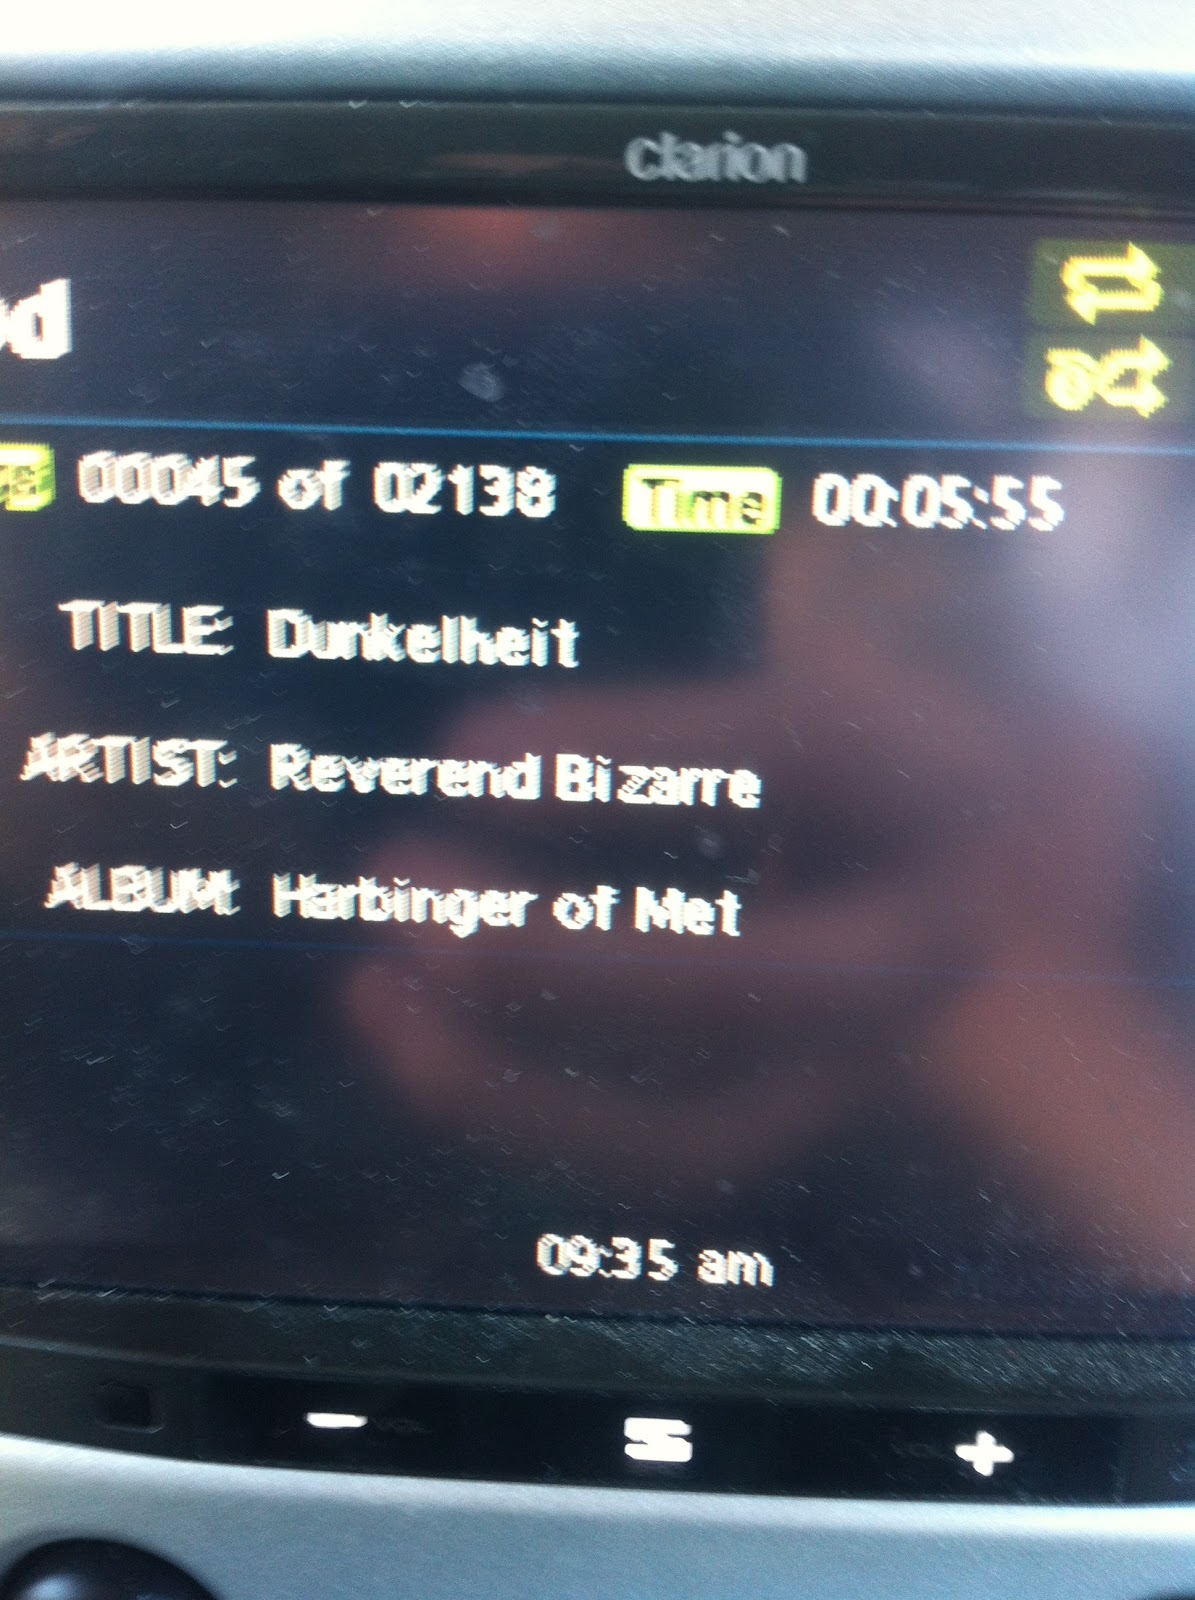 clarion
od
00045 of 02138 Time 00:05:55
TITLE: Dunkelheit
ARTIST: Reverend Bizarre
ALBUM: Harbinger of Met
09:35 am
- S +